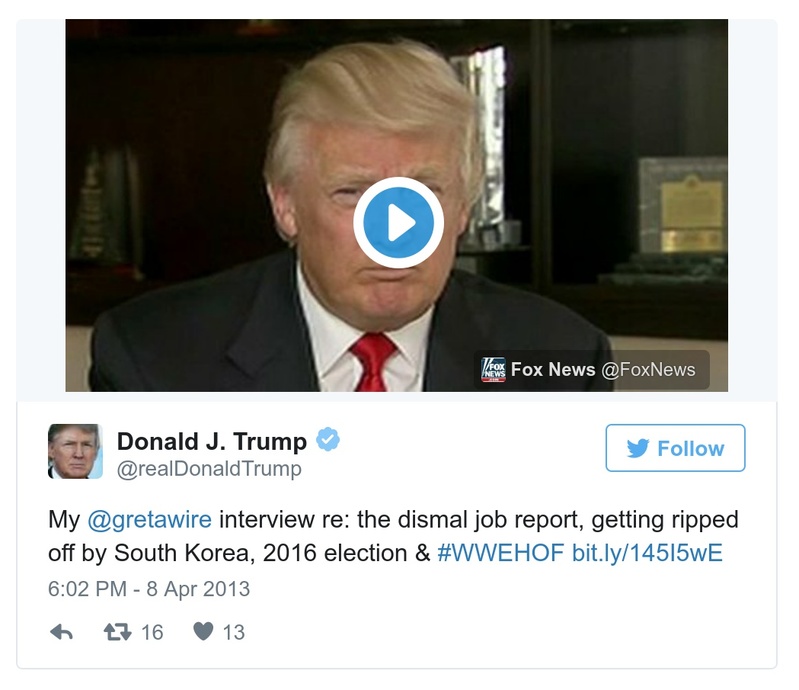 FOX
NEWS
Fox News @FoxNews
Donald J. Trump
@realDonaldTrump
Follow
My @gretawire interview re: the dismal job report, getting ripped
off by South Korea, 2016 election & #WWEHOF bit.ly/145I5wE
6:02 PM - 8 Apr 2013
16 13